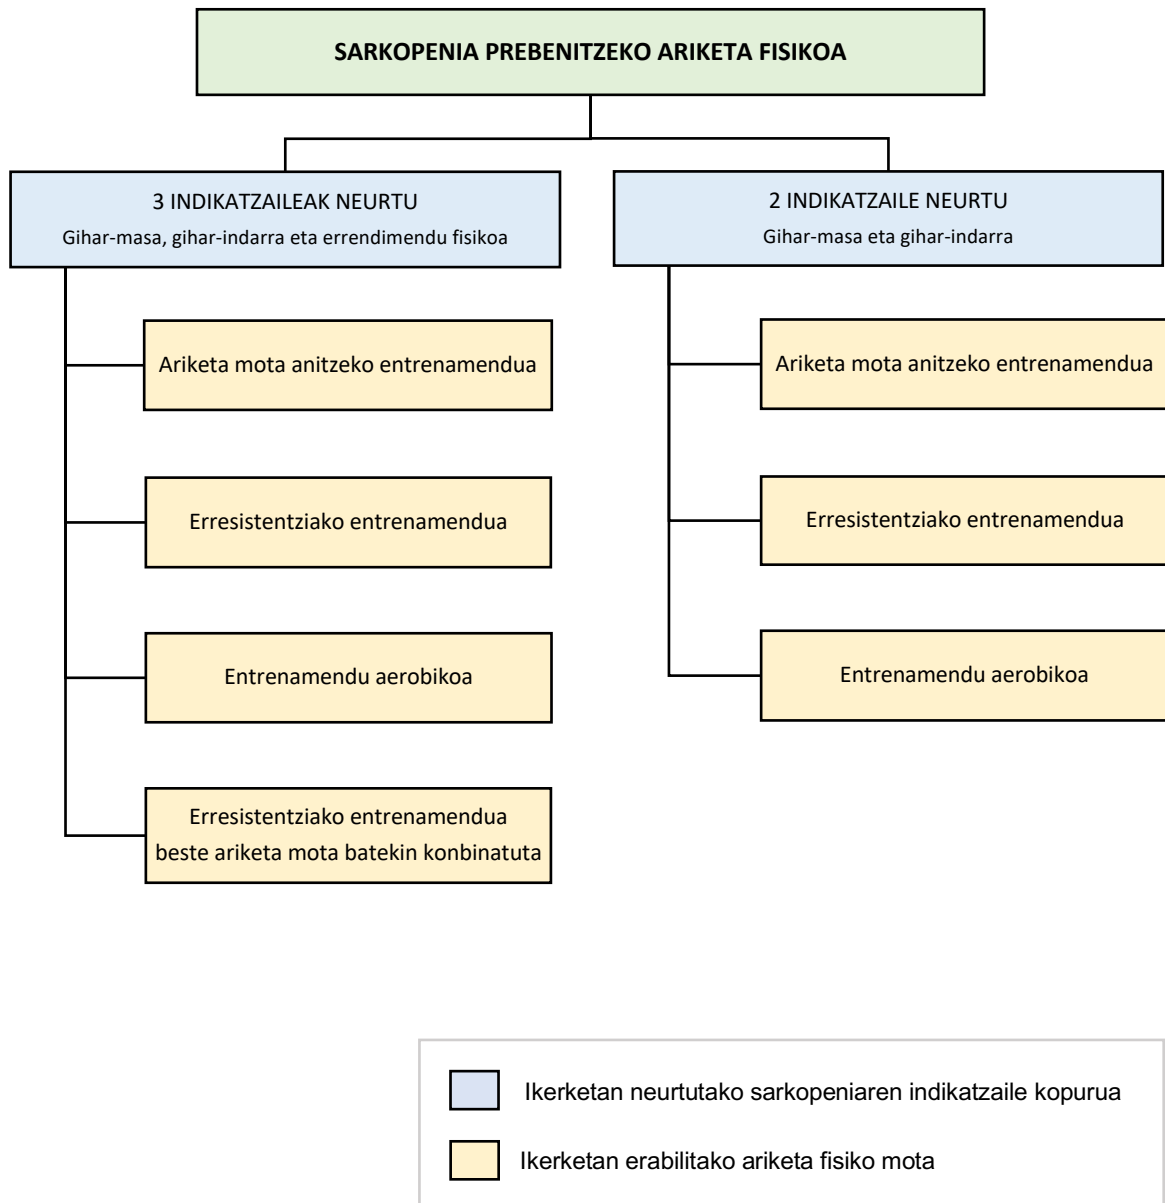 SARKOPENIA PREBENITZEKO ARIKETA FISIKOA
3 INDIKATZAILEAK NEURTU
Gihar-masa, gihar-indarra eta errendimendu fisikoa
Ariketa mota anitzeko entrenamendua
Erresistentziako entrenamendua
Entrenamendu aerobikoa
Erresistentziako entrenamendua
beste ariketa mota batekin konbinatuta
2 INDIKATZAILE NEURTU
Gihar-masa eta gihar-indarra
Ariketa mota anitzeko entrenamendua
Erresistentziako entrenamendua
Entrenamendu aerobikoa
Ikerketan neurtutako sarkopeniaren indikatzaile kopurua
Ikerketan erabilitako ariketa fisiko mota